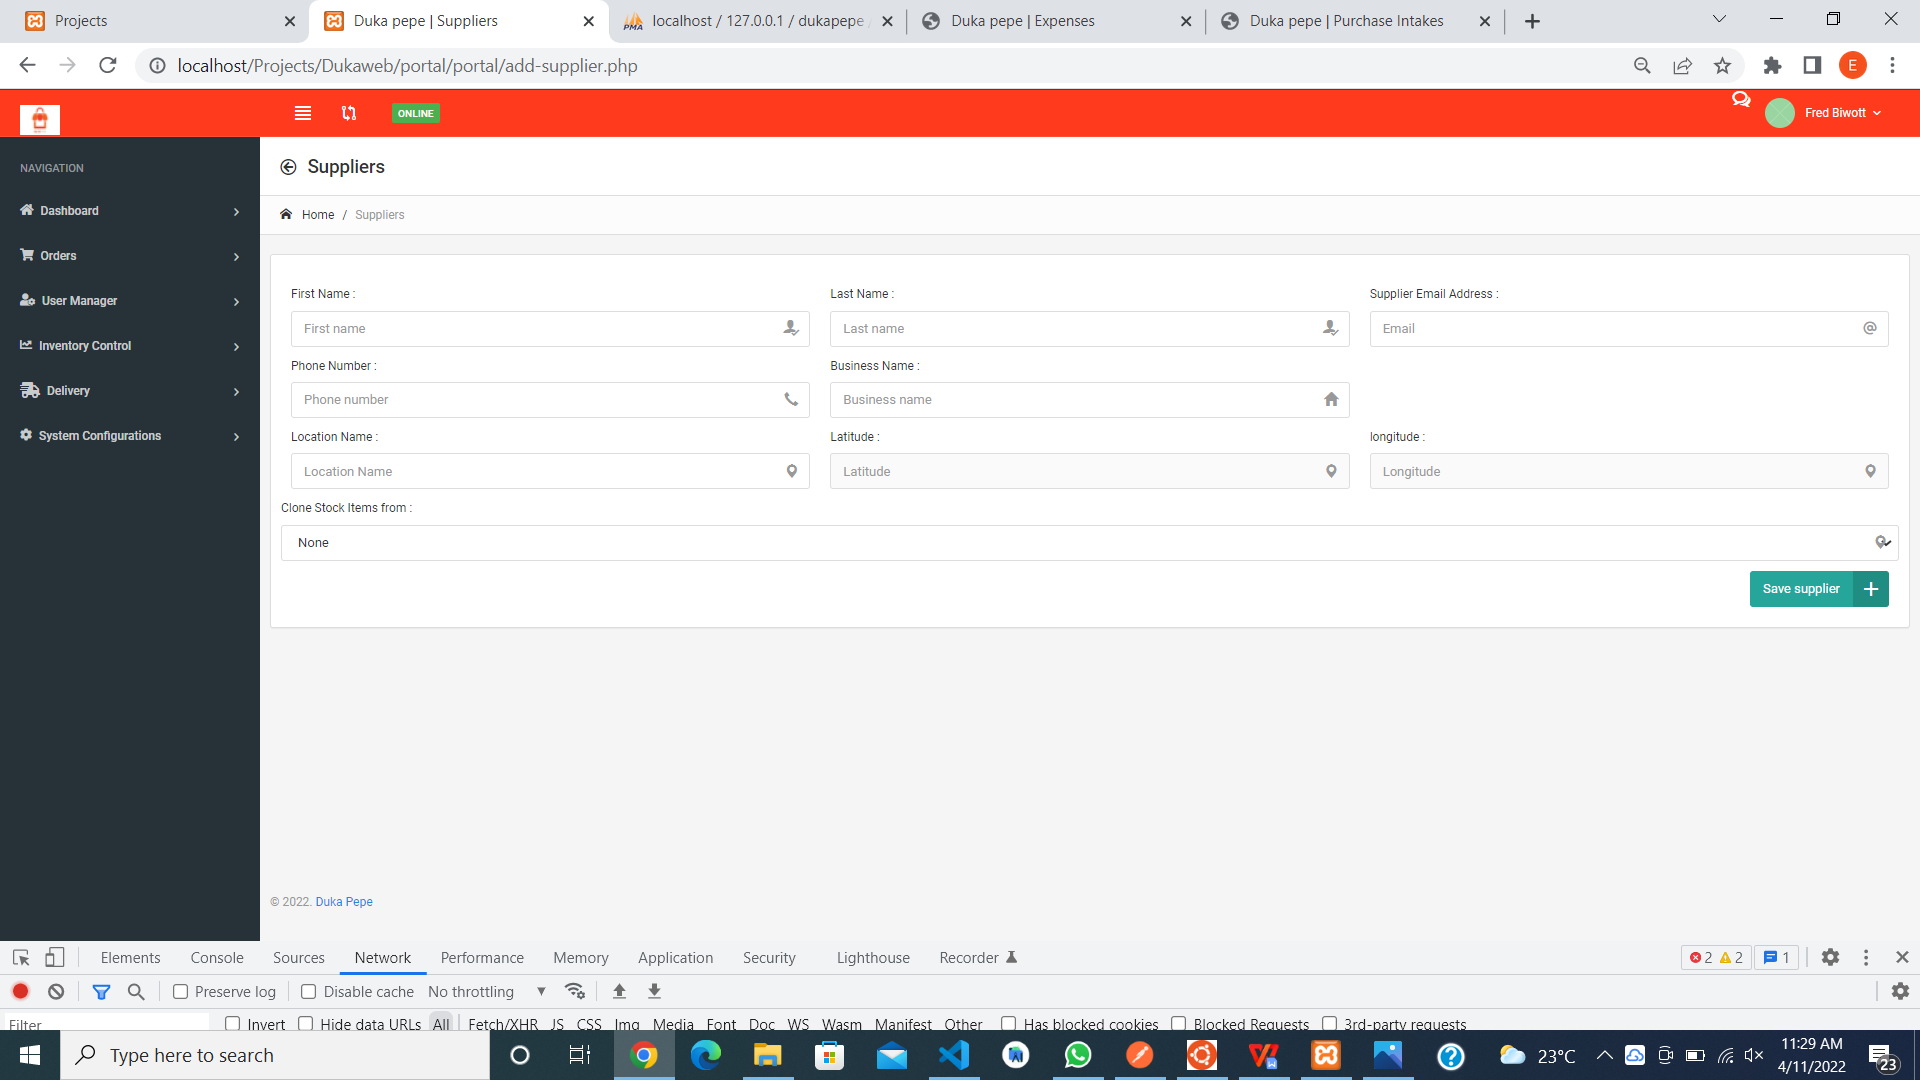 Projects
Duka pepe | Suppliers
localhost / 127.0.0.1 / dukapepe
Duka pepe | Expenses
Duka pepe | Purchase Intakes
localhost/Projects/Dukaweb/portal/portal/add-supplier.php
E
ONLINE
Fred Biwott
NAVIGATION
Dashboard
Orders
User Manager
Inventory Control
Delivery
System Configurations
Suppliers
Home / Suppliers
First Name :
Last Name :
Supplier Email Address :
First name
Last name
Email
@
Phone Number :
Business Name :
Phone number
Business name
Location Name :
Latitude :
longitude :
Location Name
Latitude
Longitude
Clone Stock Items from :
None
Save supplier +
© 2022. Duka Pepe
Elements Console Sources Network Performance Memory Application Security Lighthouse Recorder
2 2 1
Preserve log Disable cache No throttling
Filter Invert Hide data URLs All Fetch/XHR JS CSS Img Media Font Doc WS Wasm Manifest Other Has blocked cookies Blocked Requests 3rd-party requests
Type here to search
23°C
11:29 AM
4/11/2022
23